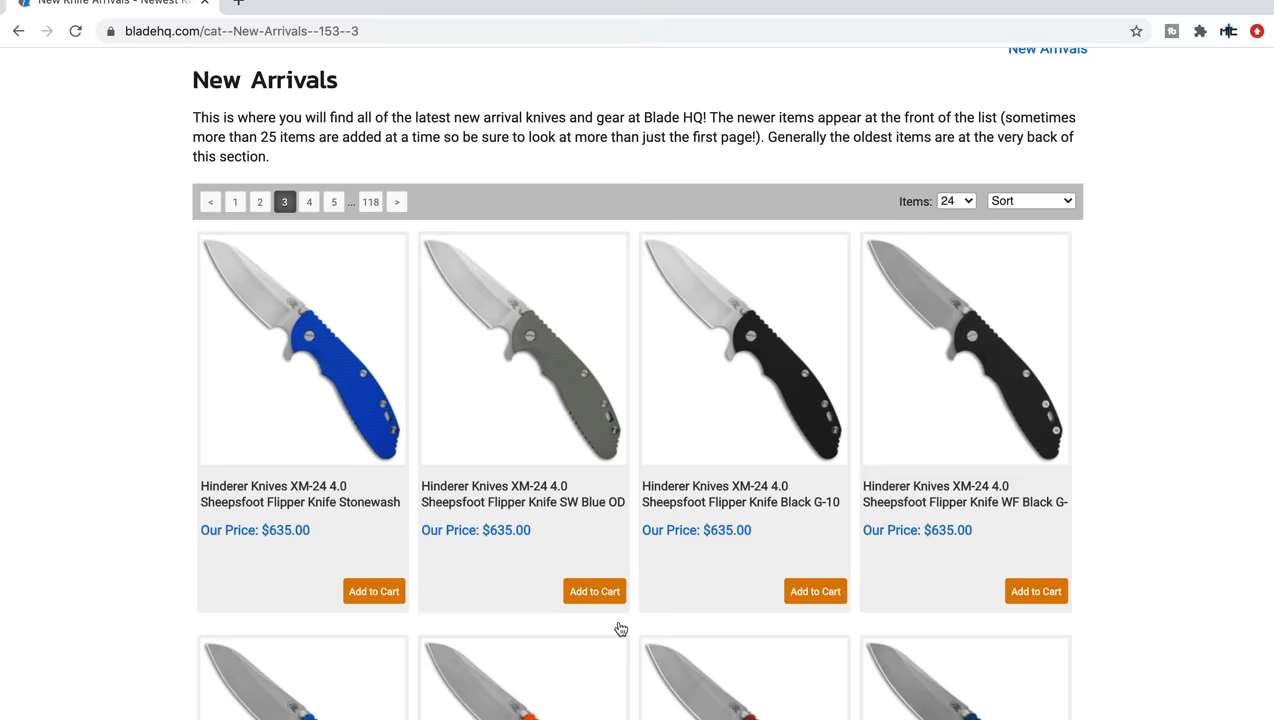 New Knife Arrivals - Newest K
bladehq.com/cat--New-Arrivals--153--3
New Arrivals
New Arrivals
This is where you will find all of the latest new arrival knives and gear at Blade HQ! The newer items appear at the front of the list (sometimes
more than 25 items are added at a time so be sure to look at more than just the first page!). Generally the oldest items are at the very back of
this section.
< 1 2 3 4 5 ... 118 > Items: 24 Sort
Hinderer Knives XM-24 4.0
Sheepsfoot Flipper Knife Stonewash
Our Price: $635.00
Add to Cart
Hinderer Knives XM-24 4.0
Sheepsfoot Flipper Knife SW Blue OD
Our Price: $635.00
Add to Cart
Hinderer Knives XM-24 4.0
Sheepsfoot Flipper Knife Black G-10
Our Price: $635.00
Add to Cart
Hinderer Knives XM-24 4.0
Sheepsfoot Flipper Knife WF Black G-
Our Price: $635.00
Add to Cart